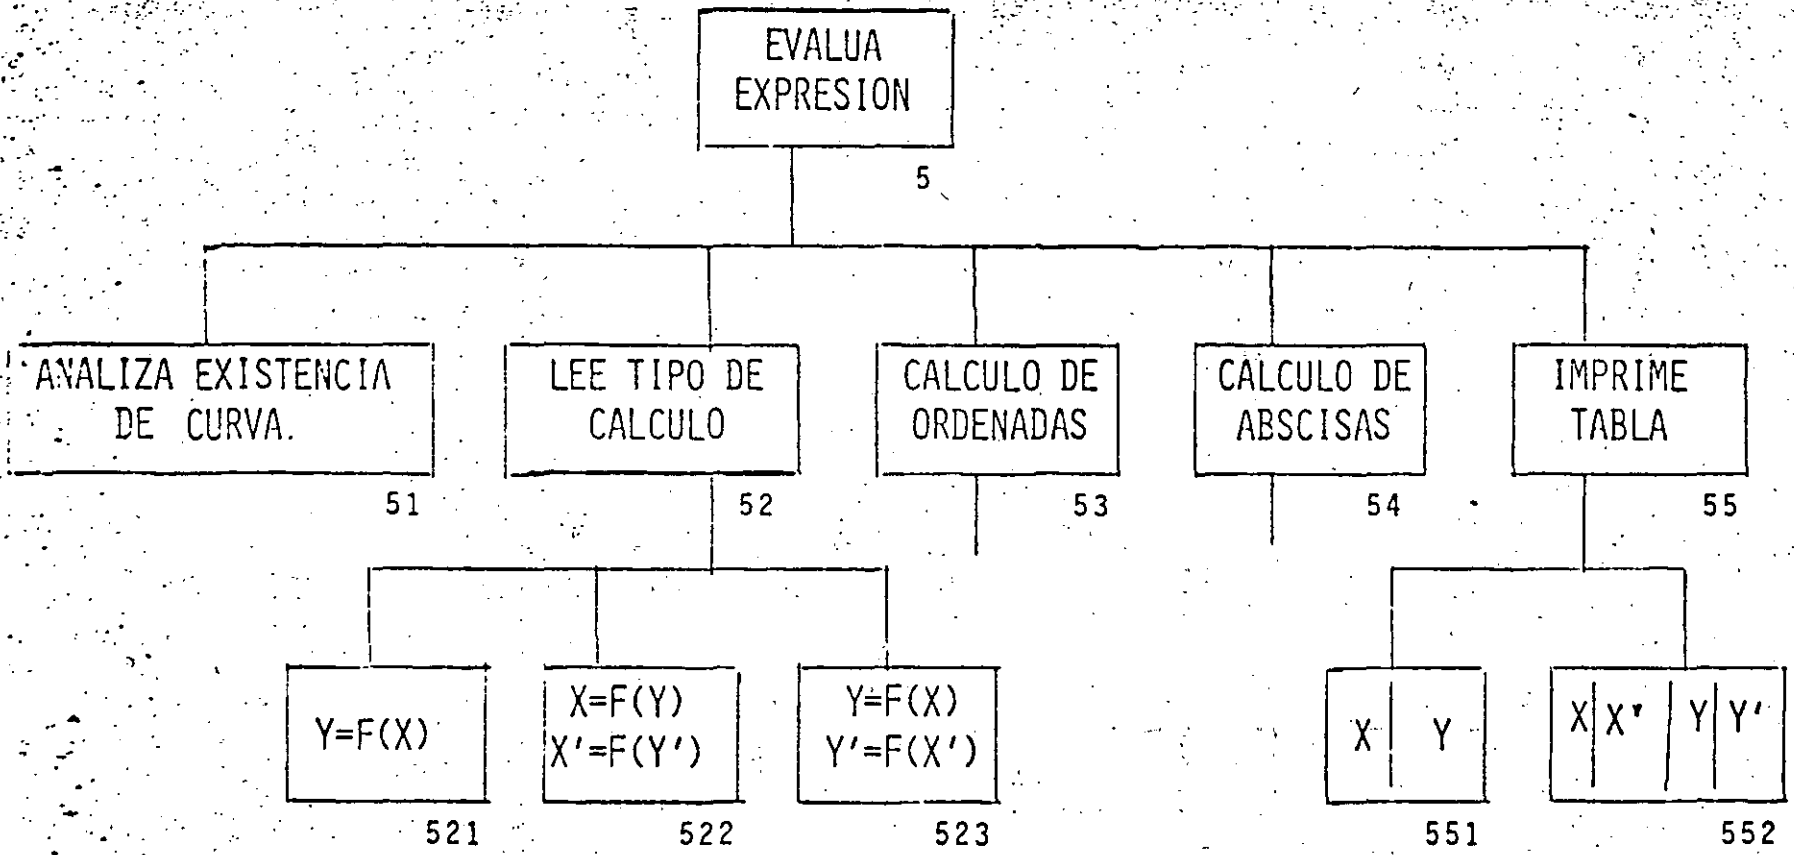 EVALUA
EXPRESION
5
ANALIZA EXISTENCIA
DE CURVA.
51
LEE TIPO DE
CALCULO
52
CALCULO DE
ORDENADAS
53
CALCULO DE
ABSCISAS
54
IMPRIME
TABLA
55
Y=F(X)
521
X=F(Y)
X'=F(Y')
522
Y=F(X)
Y'=F(X')
523
X Y
551
X X' Y Y'
552